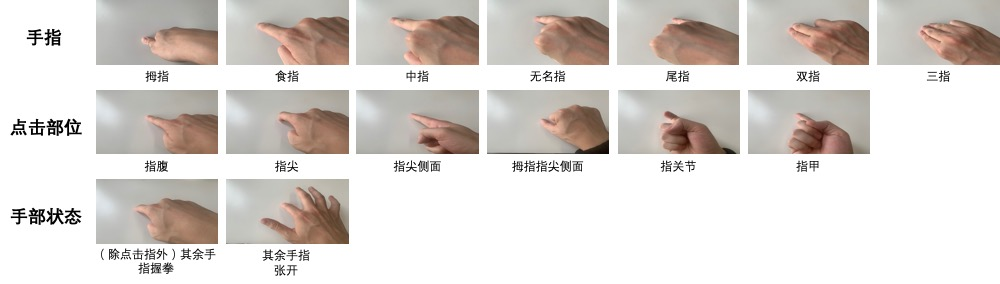 手指
拇指 食指 中指 无名指 尾指 双指 三指
点击部位
指腹 指尖 指尖侧面 拇指指尖侧面 指关节 指甲
手部状态
（除点击指外）其余手
指握拳
其余手指
张开